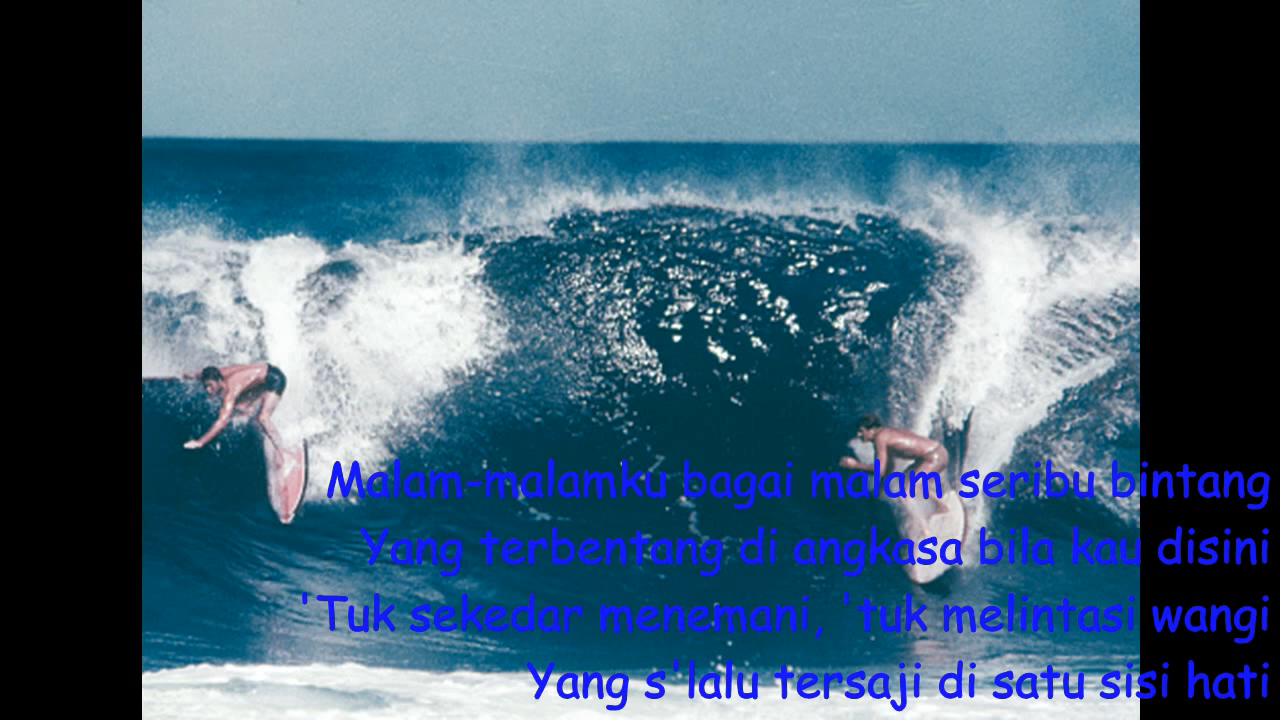 Malam-malamku bagai malam seribu bintang
Yang terbentang di angkasa bila kau disini
'Tuk sekedar menemani, 'tuk melintasi wangi
Yang s'lalu tersaji di satu sisi hati